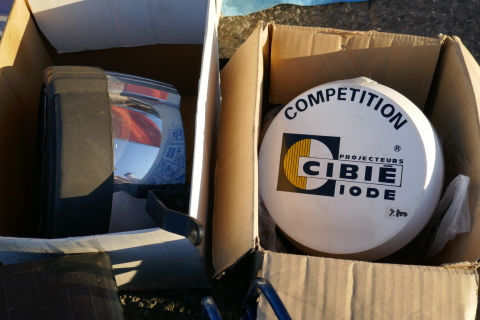 COMPETITION
®
PROJECTEURS
CIBIÉ
IODE